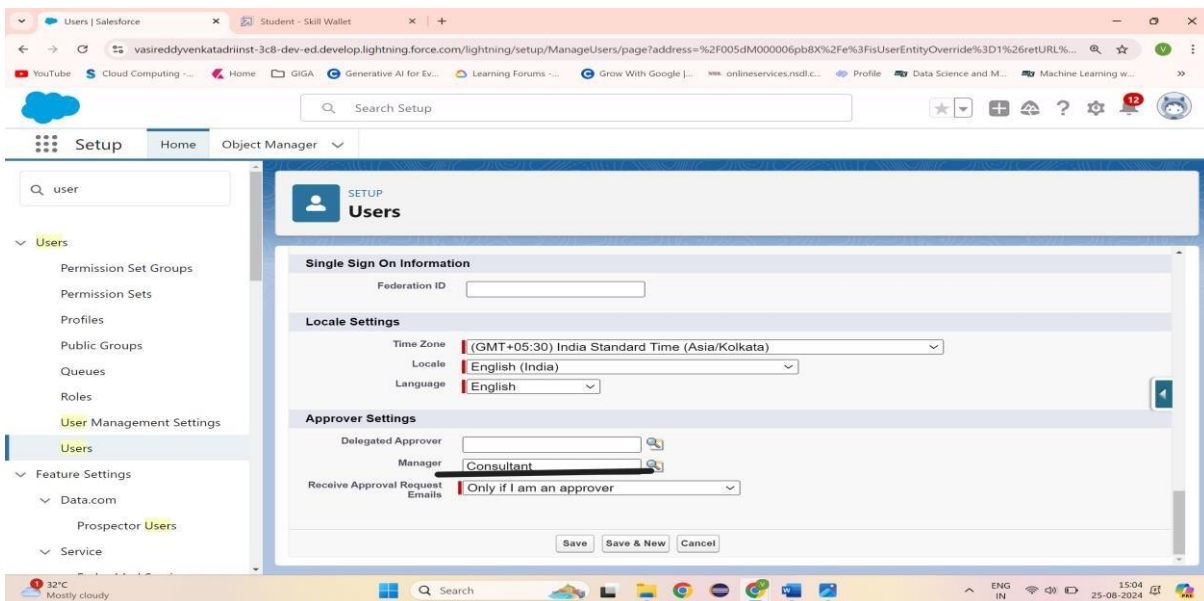 Users | Salesforce
Student - Skill Wallet
vasireddyvenkatadriinst-3c8-dev-ed.develop.lightning.force.com/lightning/setup/ManageUsers/page?address=%2F005dM000006pb8X%2Fe%3FisUserEntityOverride%3D1%26retURL%...
V
YouTube
Cloud Computing -...
Home
GIGA
Generative AI for Ev...
Learning Forums -...
Grow With Google |...
onlineservices.nsdl.c...
Profile
Data Science and M...
Machine Learning w...
Search Setup
12
Setup
Home
Object Manager
user
SETUP
Users
Users
Permission Set Groups
Permission Sets
Profiles
Public Groups
Queues
Roles
User Management Settings
Users
Feature Settings
Data.com
Prospector Users
Service
Single Sign On Information
Federation ID
Locale Settings
Time Zone (GMT+05:30) India Standard Time (Asia/Kolkata)
Locale English (India)
Language English
Approver Settings
Delegated Approver
Manager Consultant
Receive Approval Request Only if I am an approver
Emails
Save Save & New Cancel
1
32°C
Mostly cloudy
Search
ENG
IN
15:04
25-08-2024